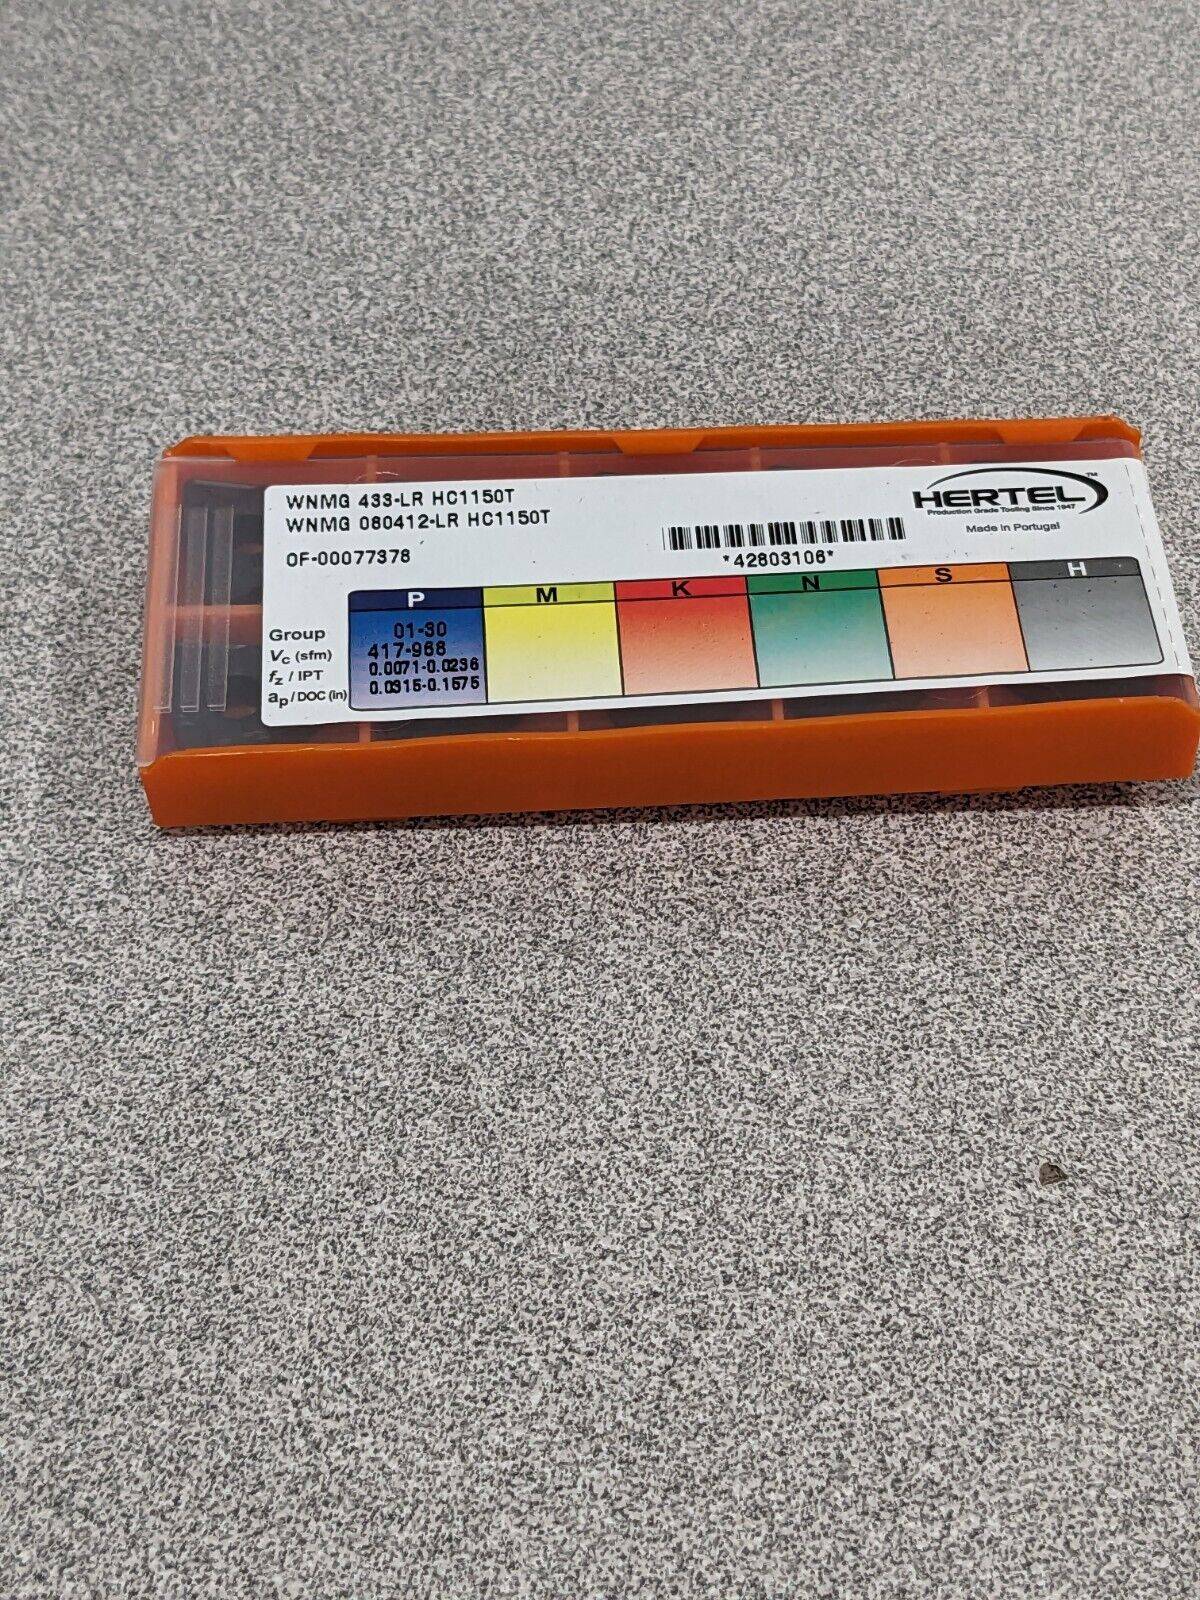 WNMG 433-LR HC1150T
WNMG 080412-LR HC1150T
OF-00077378
*42803106*
HERTEL™
Production Grade Tooling Since 1947
Made in Portugal
P M K N S H
Group 01-30
Vc (sfm) 417-968
fz / IPT 0.0071-0.0236
ap / DOC (in) 0.0315-0.1575